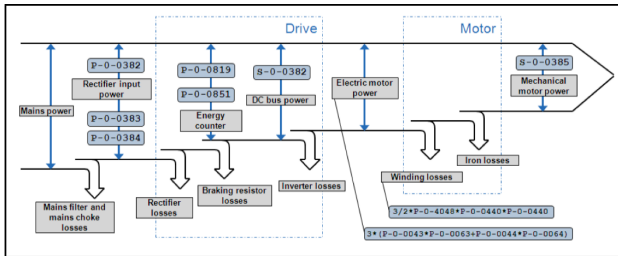 Drive
Motor
P-0-0382
Rectifier input
power
P-0-0383
P-0-0384
Mains power
P-0-0819
P-0-0851
Energy
counter
S-0-0382
DC bus power
Electric motor
power
S-0-0385
Mechanical
motor power
Mains filter and
mains choke
losses
Rectifier
losses
Braking resistor
losses
Inverter losses
Winding losses
Iron losses
3/2*P-0-4048*P-0-0440*P-0-0440
3*(P-0-0043*P-0-0063+P-0-0044*P-0-0064)